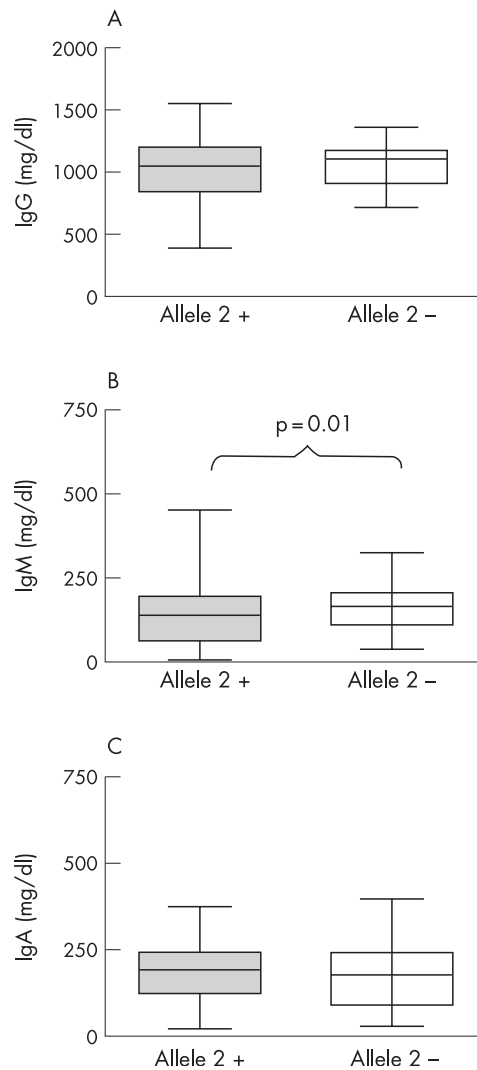 A
2000
1500
1000
500
0
IgG (mg/dl)
Allele 2 + Allele 2 –
B
p = 0.01
750
500
250
0
IgM (mg/dl)
Allele 2 + Allele 2 –
C
750
500
250
0
IgA (mg/dl)
Allele 2 + Allele 2 –